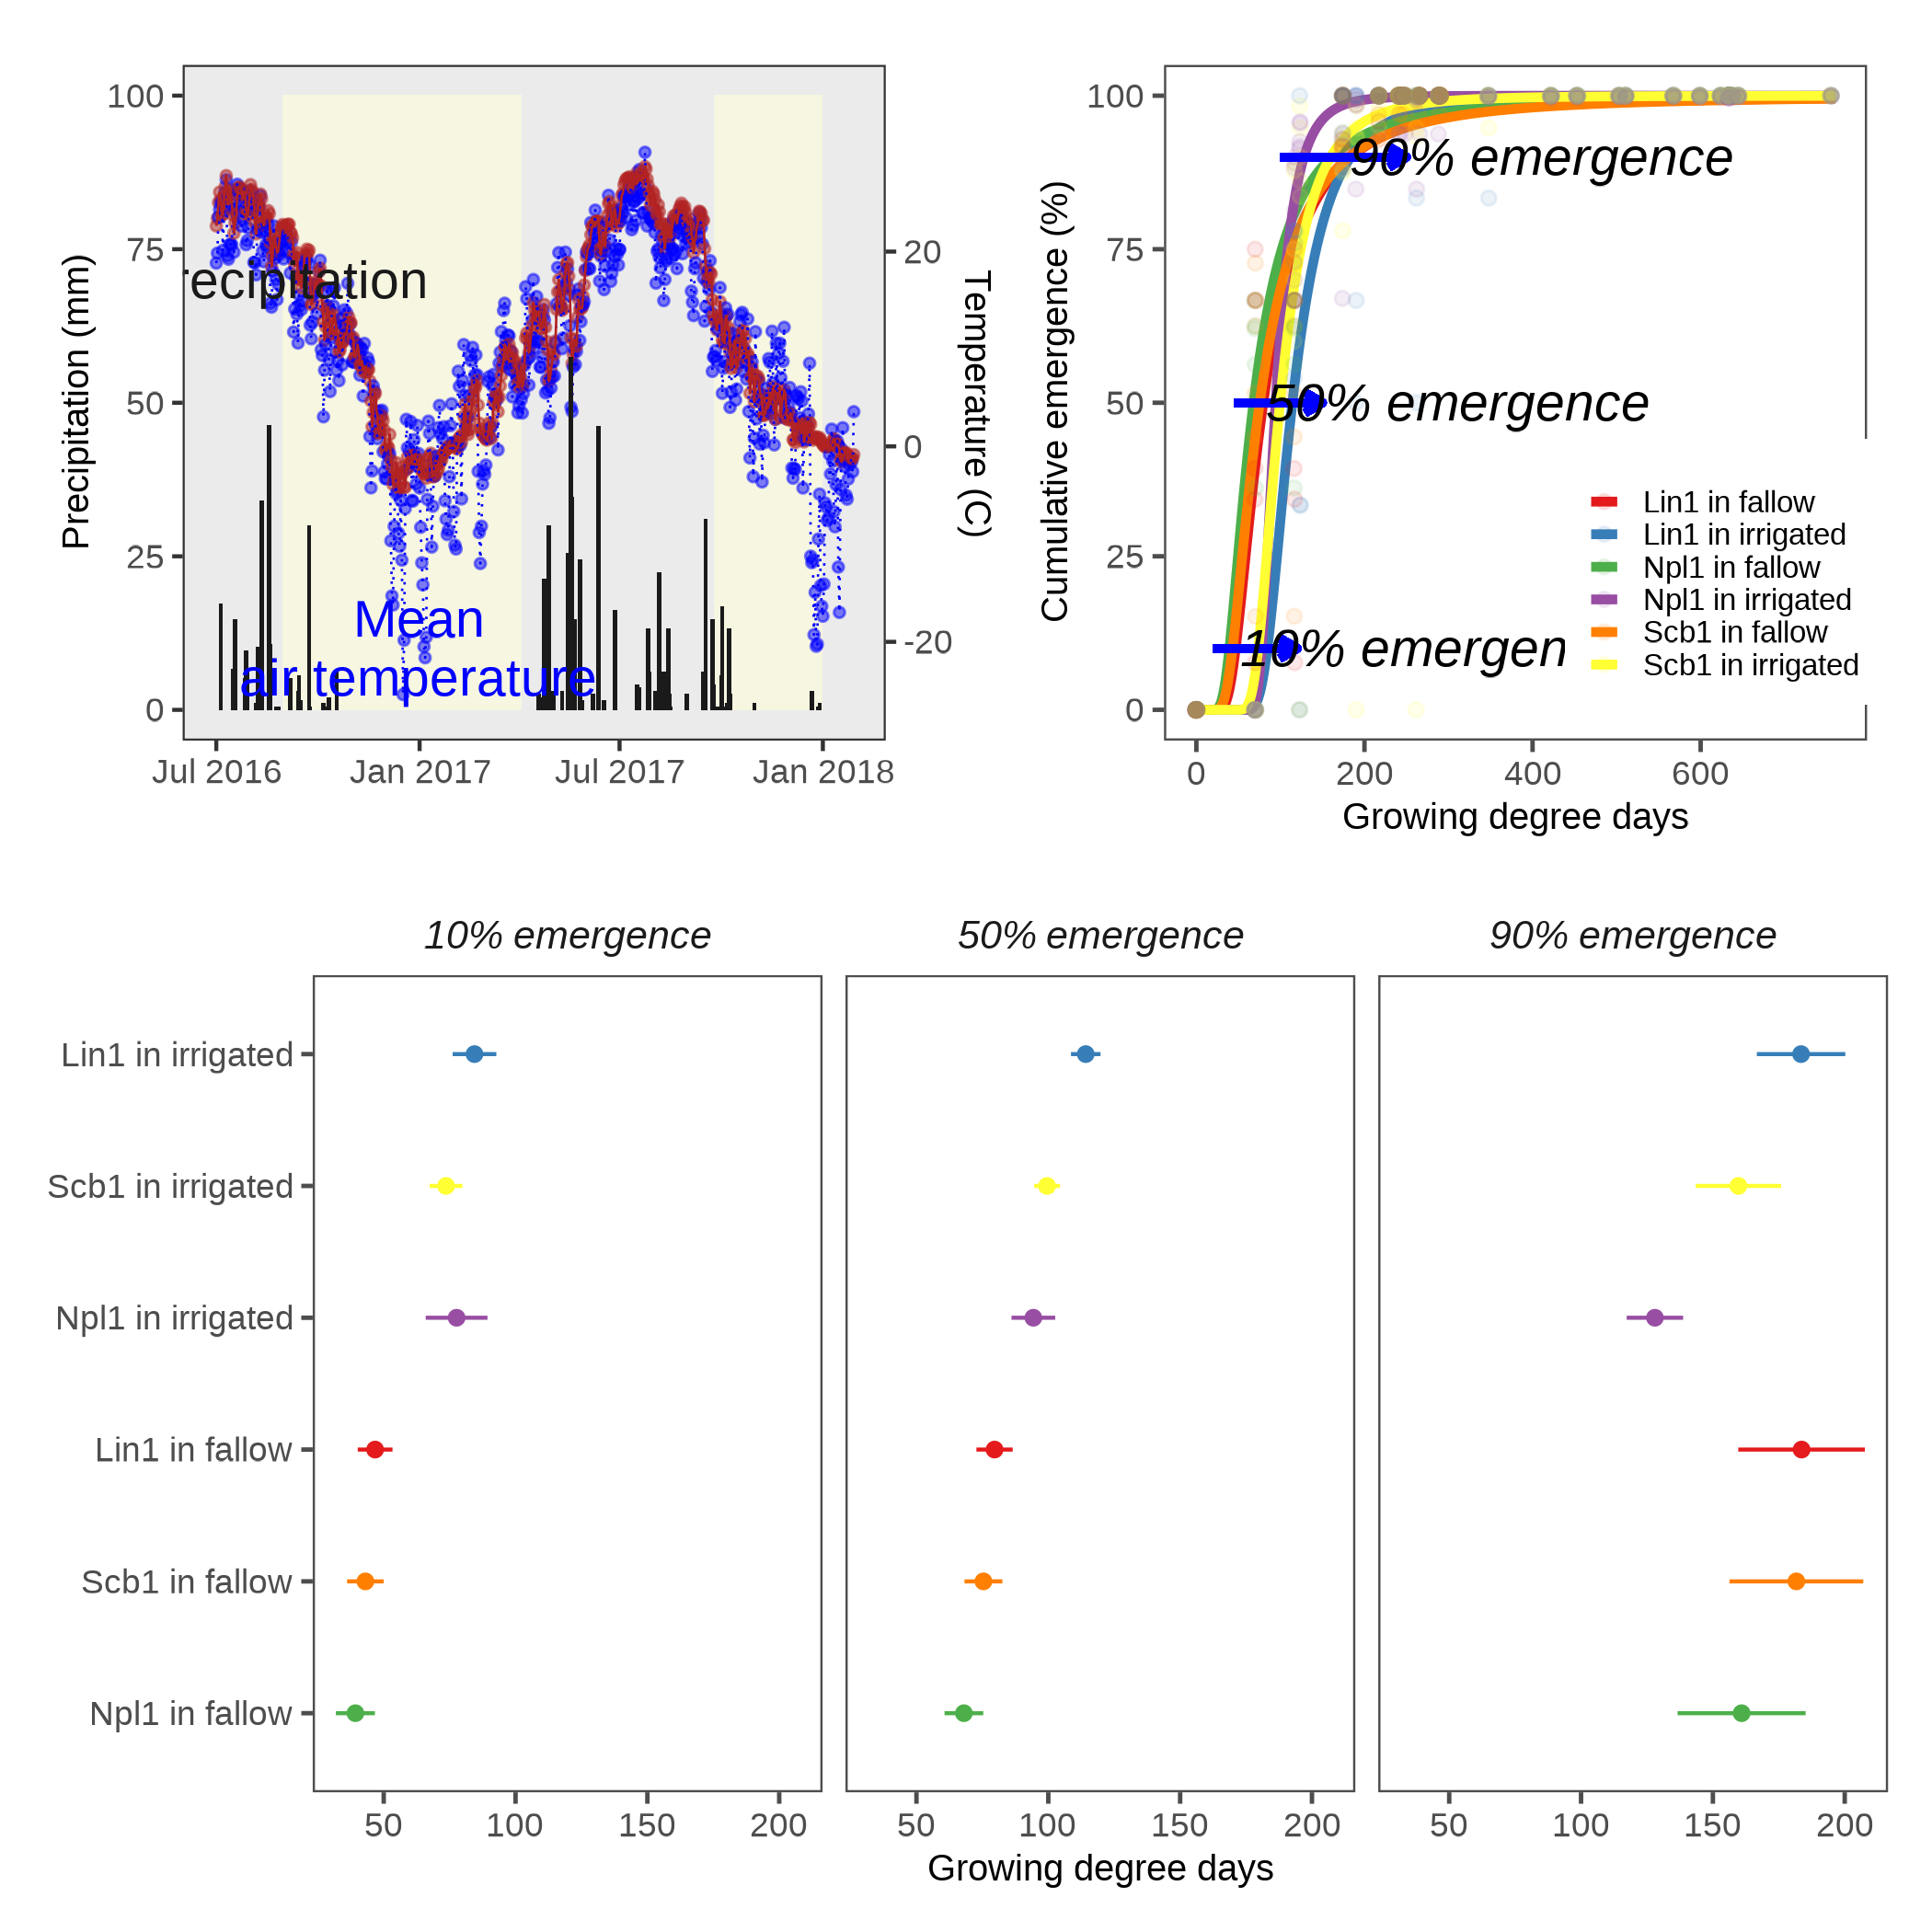 100
75
50
25
0
Precipitation (mm)
ecipitation
Mean
air temperature
20
0
-20
Temperature (C)
Jul 2016
Jan 2017
Jul 2017
Jan 2018
100
75
50
25
0
Cumulative emergence (%)
90% emergence
50% emergence
10% emergen
Lin1 in fallow
Lin1 in irrigated
Npl1 in fallow
Npl1 in irrigated
Scb1 in fallow
Scb1 in irrigated
0
200
400
600
Growing degree days
10% emergence
50% emergence
90% emergence
Lin1 in irrigated
Scb1 in irrigated
Npl1 in irrigated
Lin1 in fallow
Scb1 in fallow
Npl1 in fallow
50
100
150
200
50
100
150
200
50
100
150
200
Growing degree days